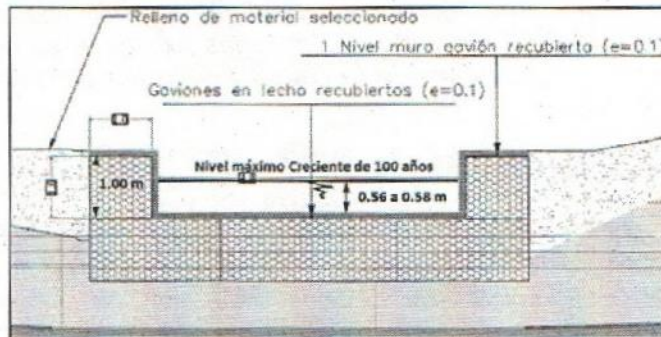 Relleno de material seleccionado
1 Nivel muro gavión recubierta (e=0.1)
Gaviones en lecho recubiertos (e=0.1)
Nivel máximo Creciente de 100 años
1.00 m
0.56 a 0.58 m